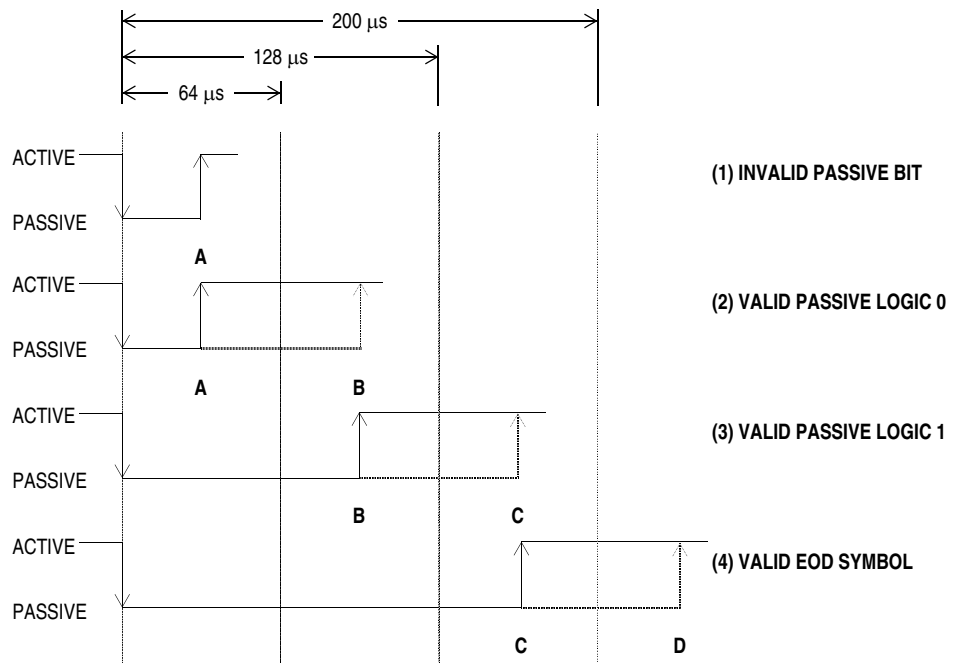 200 µs
128 µs
64 µs
ACTIVE
PASSIVE
(1) INVALID PASSIVE BIT
A
ACTIVE
PASSIVE
(2) VALID PASSIVE LOGIC 0
A B
ACTIVE
PASSIVE
(3) VALID PASSIVE LOGIC 1
B C
ACTIVE
PASSIVE
(4) VALID EOD SYMBOL
C D